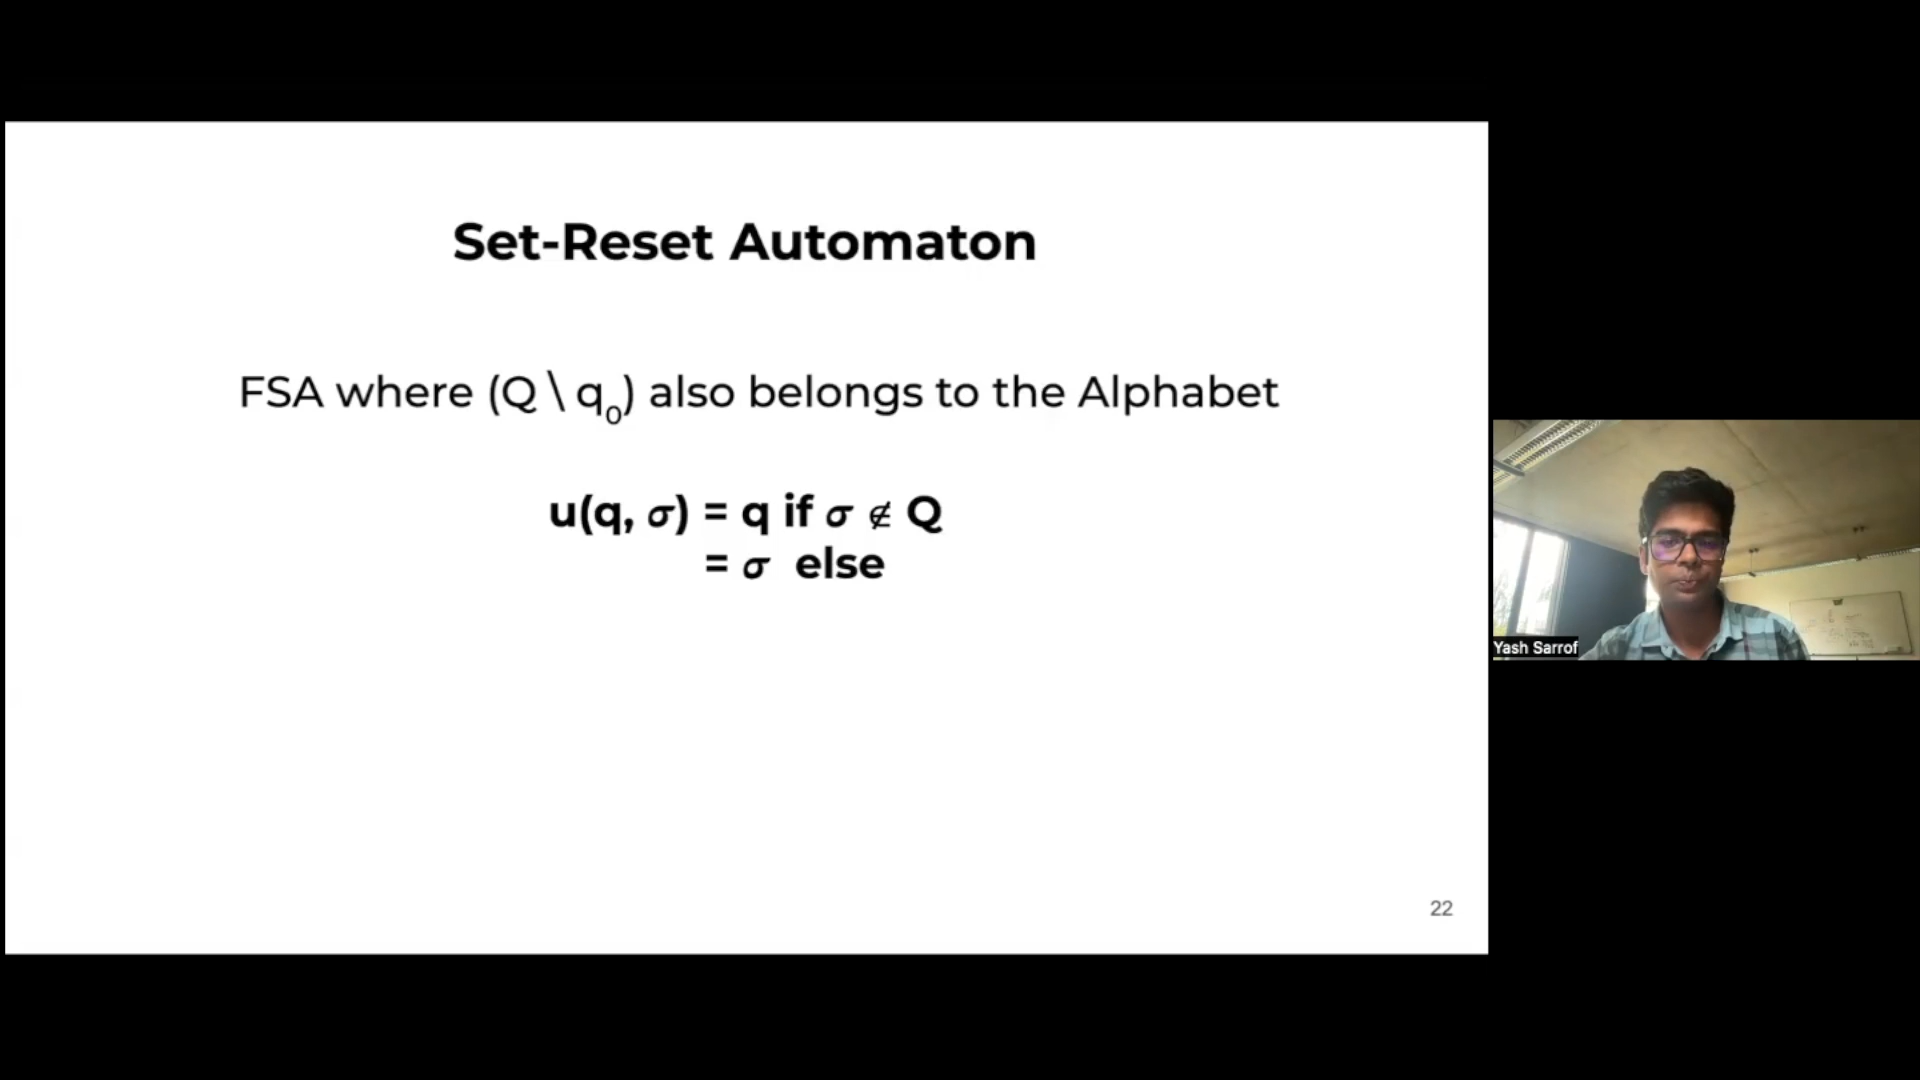 Set-Reset Automaton
FSA where (Q \ q₀) also belongs to the Alphabet
u(q, σ) = q if σ ∉ Q
= σ else
22
Yash Sarrof